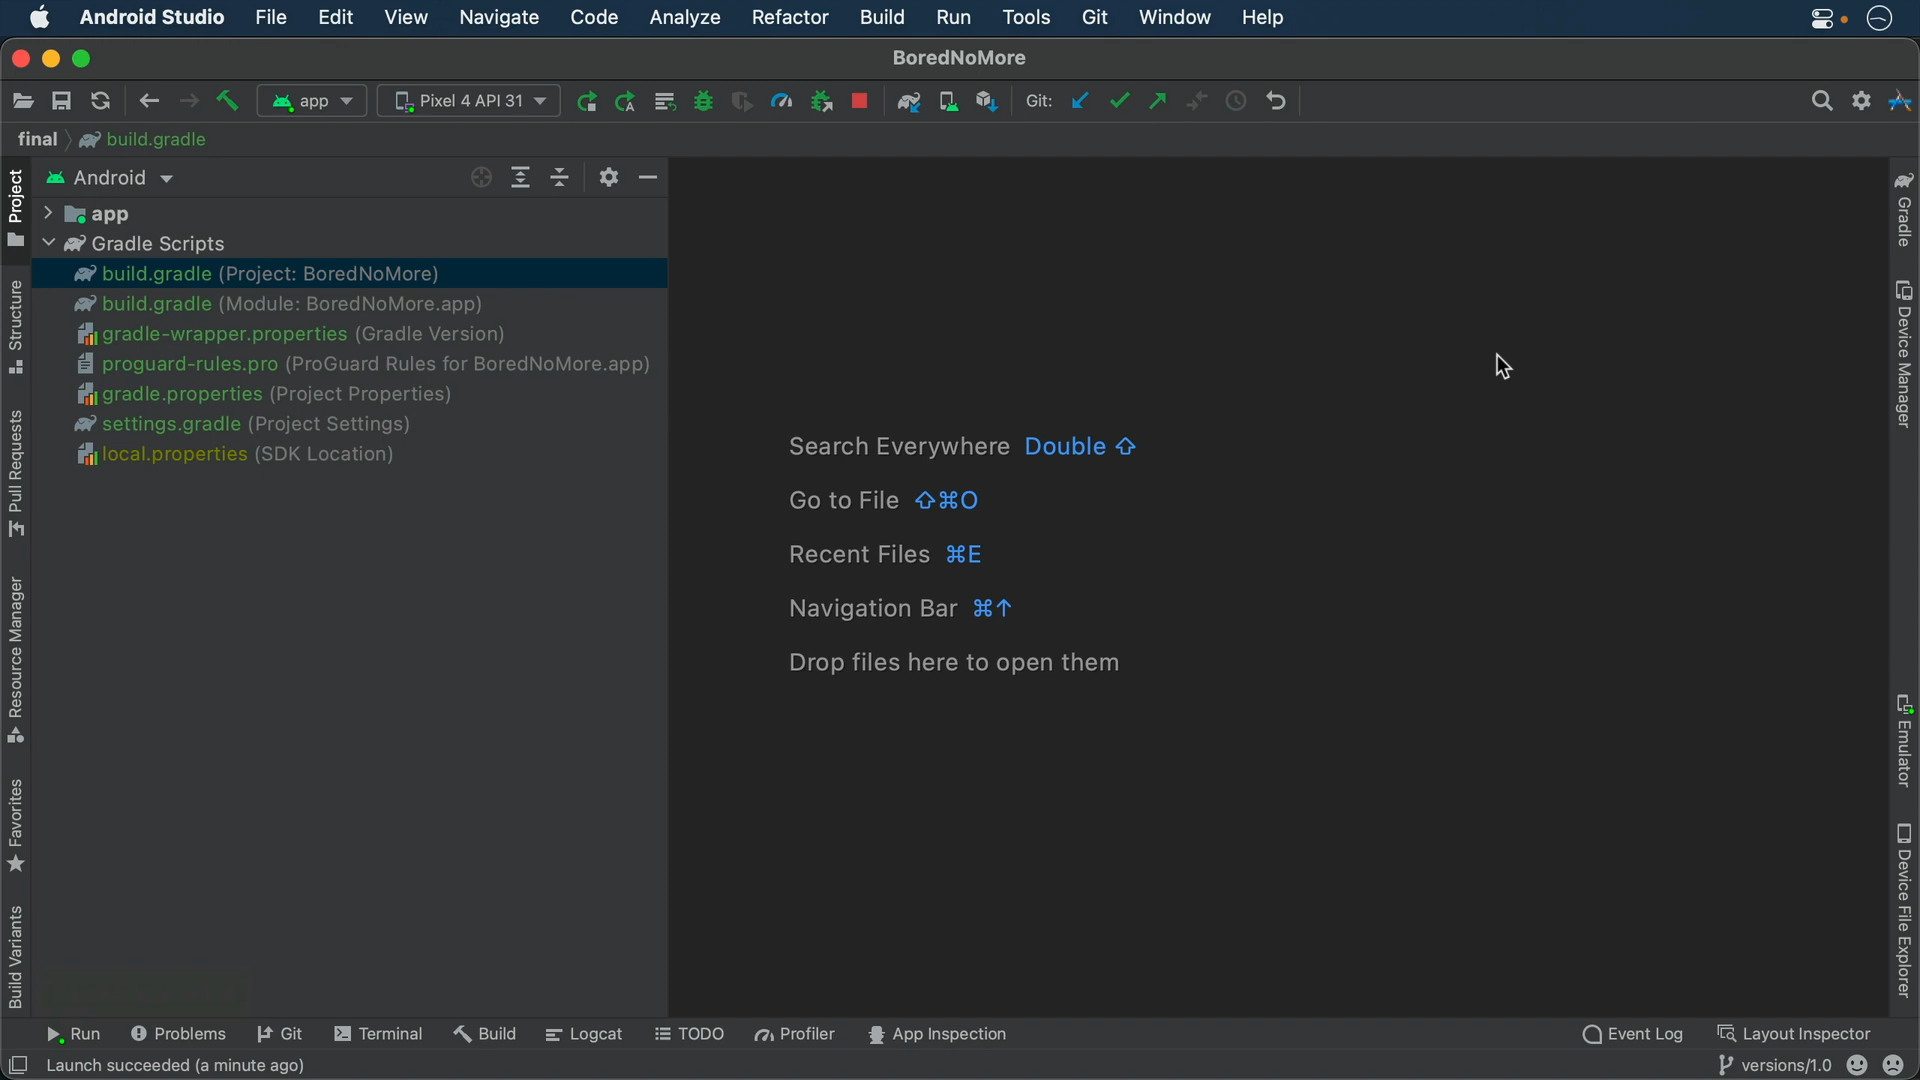 Android Studio File Edit View Navigate Code Analyze Refactor Build Run Tools Git Window Help
BoredNoMore
app Pixel 4 API 31 Git:
final build.gradle
Android
app
Gradle Scripts
build.gradle (Project: BoredNoMore)
build.gradle (Module: BoredNoMore.app)
gradle-wrapper.properties (Gradle Version)
proguard-rules.pro (ProGuard Rules for BoredNoMore.app)
gradle.properties (Project Properties)
settings.gradle (Project Settings)
local.properties (SDK Location)
Project
Structure
Pull Requests
Resource Manager
Favorites
Build Variants
Search Everywhere Double ⇧
Go to File ⇧⌘O
Recent Files ⌘E
Navigation Bar ⌘↑
Drop files here to open them
Gradle
Device Manager
Emulator
Device File Explorer
Run Problems Git Terminal Build Logcat TODO Profiler App Inspection Event Log Layout Inspector
Launch succeeded (a minute ago) versions/1.0